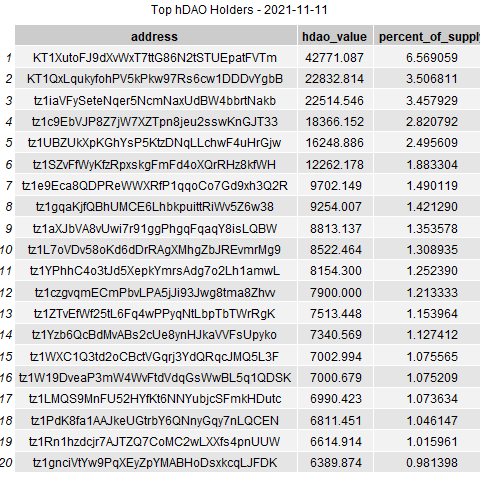 Top hDAO Holders - 2021-11-11
address hdao_value percent_of_supply
1 KT1XutoFJ9dXvWxT7ttG86N2tSTUEpatFVTm 42771.087 6.569059
2 KT1QxLqukyfohPV5kPkw97Rs6cw1DDDvYgbB 22832.814 3.506811
3 tz1iaVFySeteNqer5NcmNaxUdBW4bbrtNakb 22514.546 3.457929
4 tz1c9EbVJP8Z7jW7XZTpn8jeu2sswKnGJT33 18366.152 2.820792
5 tz1UBZUkXpKGhYsP5KtzDNqLLchwF4uHrGjw 16248.886 2.495609
6 tz1SZvFfWyKfzRpxskgFmFd4oXQrRHz8kfWH 12262.178 1.883304
7 tz1e9Eca8QDPReWWXRfP1qqoCo7Gd9xh3Q2R 9702.149 1.490119
8 tz1gqaKjfQBhUMCE6LhbkpuittRiWv5Z6w38 9254.007 1.421290
9 tz1aXJbVA8vUwi7r91ggPhgqFqaqY8isLQBW 8813.137 1.353578
10 tz1L7oVDv58oKd6dDrRAgXMhgZbJREvmrMg9 8522.464 1.308935
11 tz1YPhhC4o3tJd5XepkYmrsAdg7o2Lh1amwL 8154.300 1.252390
12 tz1czgvqmECmPbvLPA5jJi93Jwg8tma8Zhvv 7900.000 1.213333
13 tz1ZTvEfWf25tL6Fq4wPPyqNtLbpTbTWrRgK 7513.448 1.153964
14 tz1Yzb6QcBdMvABs2cUe8ynHJkaVVFsUpyko 7340.569 1.127412
15 tz1WXC1Q3td2oCBctVGqrj3YdQRqcJMQ5L3F 7002.994 1.075565
16 tz1W19DveaP3mW4WvFtdVdqGsWwBL5q1QDSK 7000.679 1.075209
17 tz1LMQS9MnFU52HYfKt6NNYubjcSFmkHDutc 6990.423 1.073634
18 tz1PdK8fa1AAJkeUGtrbY6QNnyGqy7nLQCEN 6811.451 1.046147
19 tz1Rn1hzdcjr7AJTZQ7CoMC2wLXXfs4pnUUW 6614.914 1.015961
20 tz1gnciVtYw9PqXEyZpYMABHoDsxkcqLJFDK 6389.874 0.981398